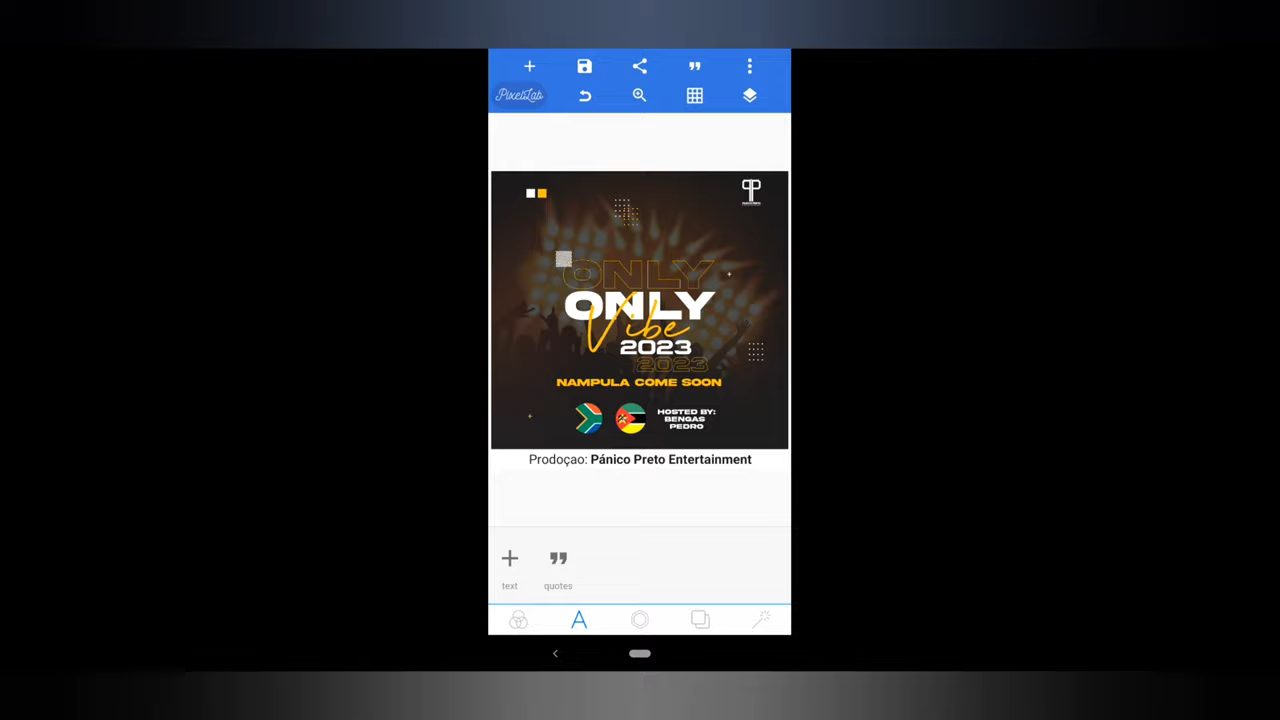 PixelLab
ONLY
ONLY
Vibe
2023
2023
NAMPULA COME SOON
HOSTED BY:
BENGAS
PEDRO
Prodoçao: Pánico Preto Entertainment
text
quotes